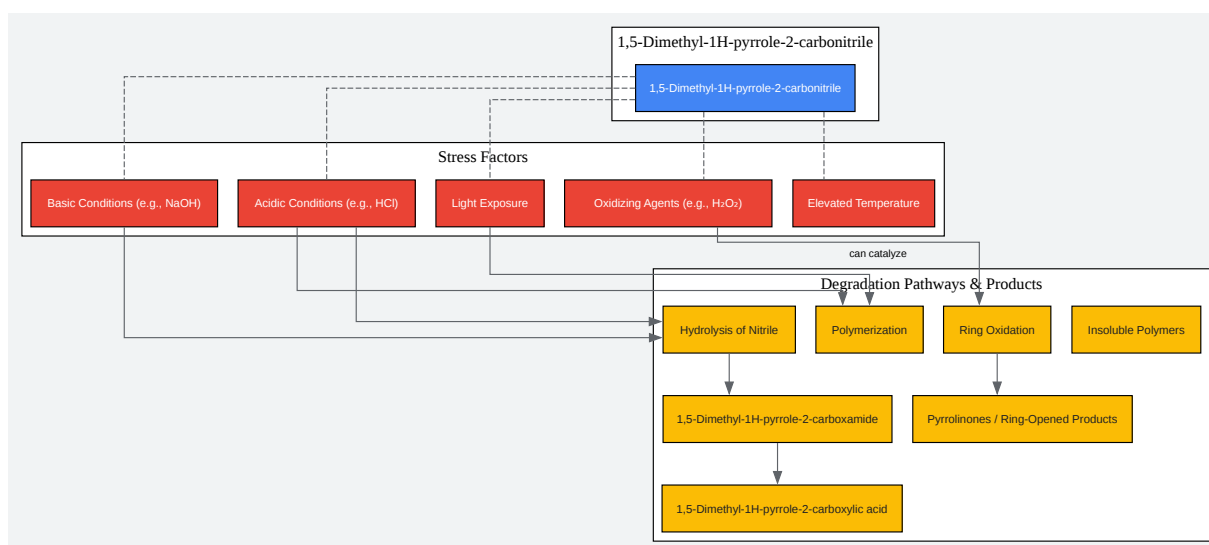 1,5-Dimethyl-1H-pyrrole-2-carbonitrile
1,5-Dimethyl-1H-pyrrole-2-carbonitrile
Stress Factors
Basic Conditions (e.g., NaOH)
Acidic Conditions (e.g., HCl)
Light Exposure
Oxidizing Agents (e.g., H₂O₂)
Elevated Temperature
can catalyze
Degradation Pathways & Products
Hydrolysis of Nitrile
Polymerization
Ring Oxidation
Insoluble Polymers
1,5-Dimethyl-1H-pyrrole-2-carboxamide
Pyrrolinones / Ring-Opened Products
1,5-Dimethyl-1H-pyrrole-2-carboxylic acid